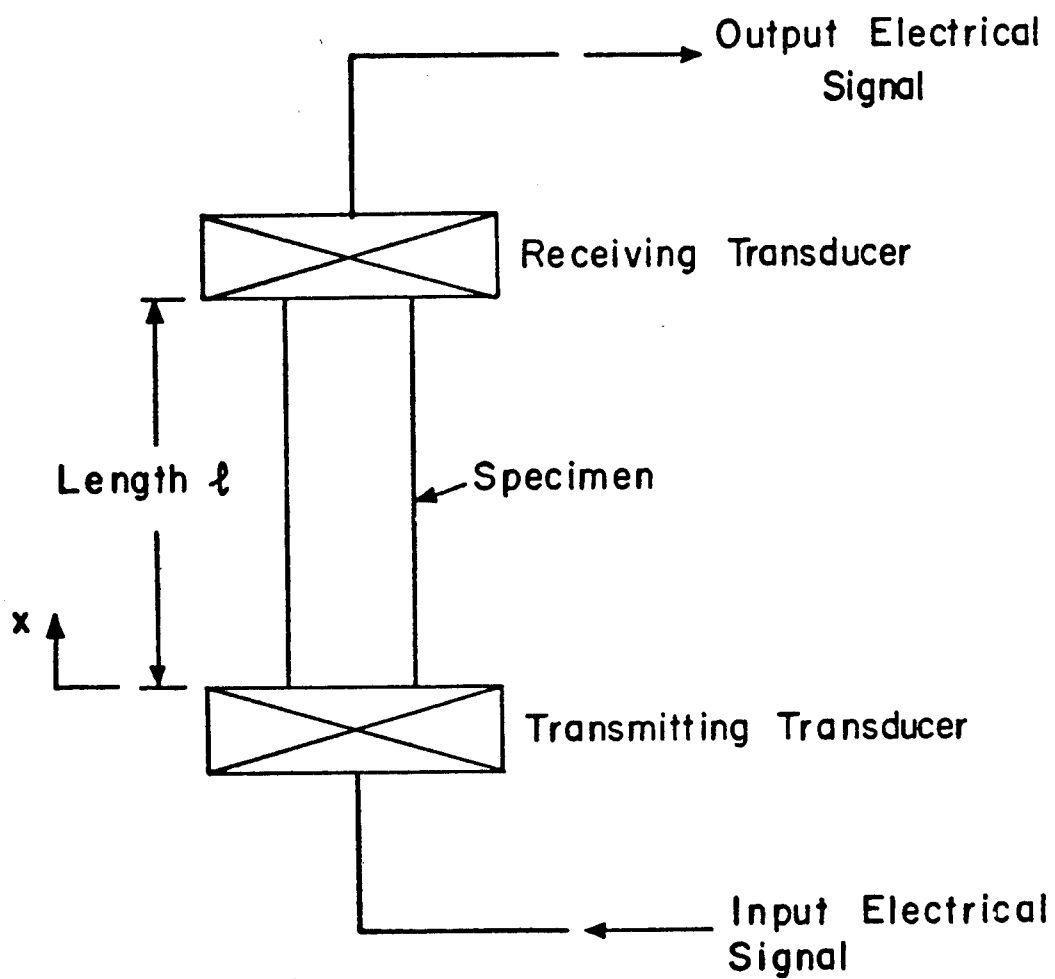 Output Electrical
Signal
Receiving Transducer
Length ℓ
Specimen
x
Transmitting Transducer
Input Electrical
Signal